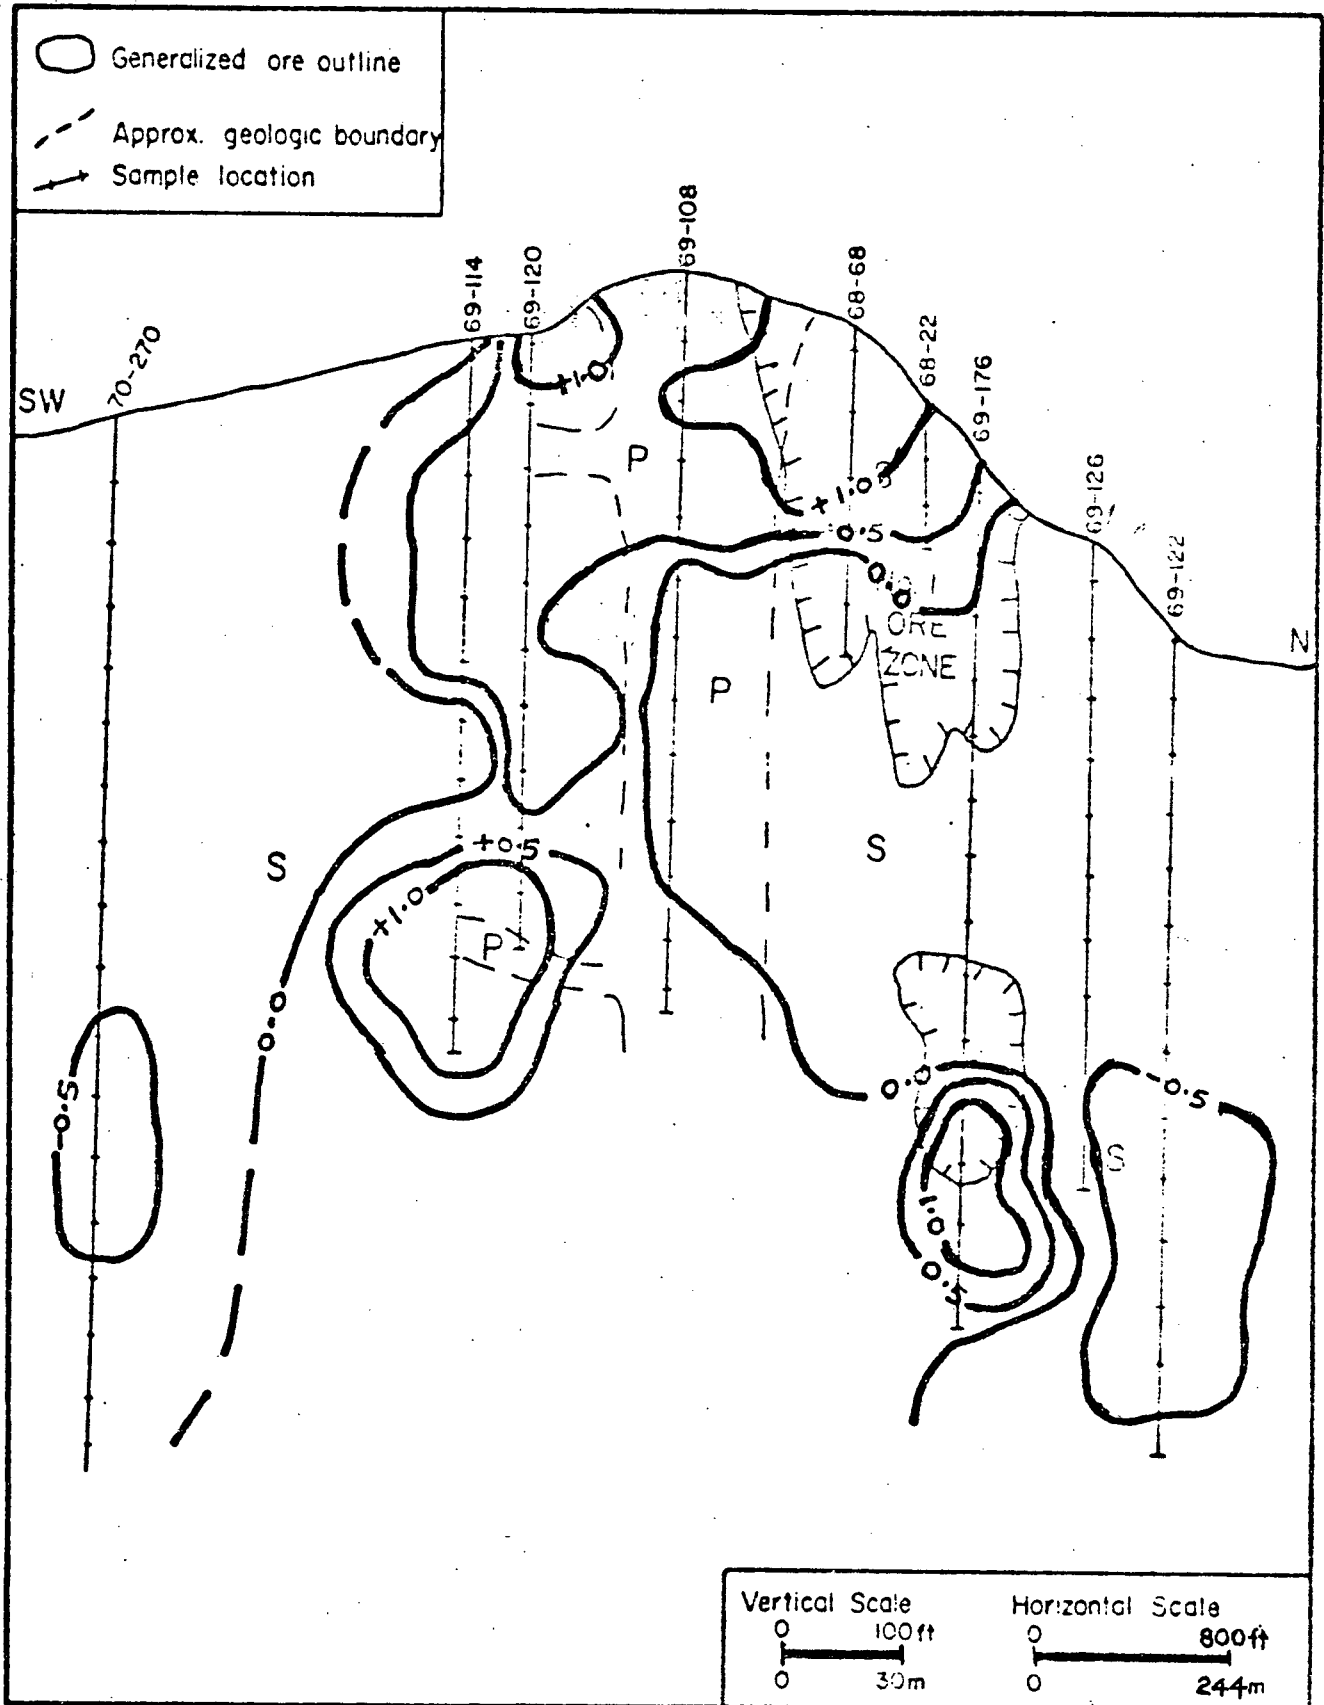 Generalized ore outline
Approx. geologic boundary
Sample location
69-108
69-114
69-120
68-68
70-270
68-22
69-176
SW
+1.0
P
69-126
+1.0
0.5
69-122
0.0
ORE
ZONE
N
P
+0.5
S
S
+1.0
P
0.0
0.0
-0.5
-0.5
S
1.0
0.5
Vertical Scale
Horizontal Scale
0
100ft
0
800ft
0
30m
0
244m